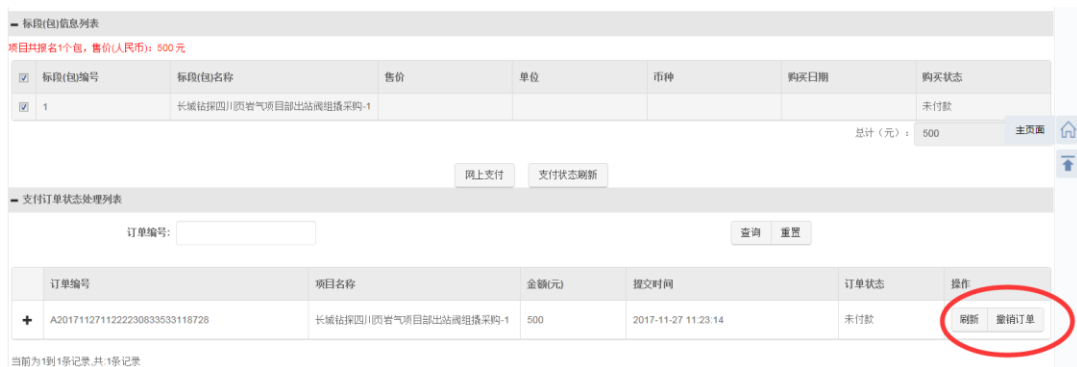 标段(包)信息列表
项目共报名1个包，售价(人民币)：500 元
标段(包)编号 标段(包)名称 售价 单位 币种 购买日期 购买状态
1 长城钻探四川页岩气项目部出站阀组撬采购-1 未付款
总计（元）： 500 主页面
网上支付 支付状态刷新
支付订单状态处理列表
订单编号: 查询 重置
订单编号 项目名称 金额(元) 提交时间 订单状态 操作
A2017112711222230833533118728 长城钻探四川页岩气项目部出站阀组撬采购-1 500 2017-11-27 11:23:14 未付款 刷新 撤销订单
当前为1到1条记录,共:1条记录